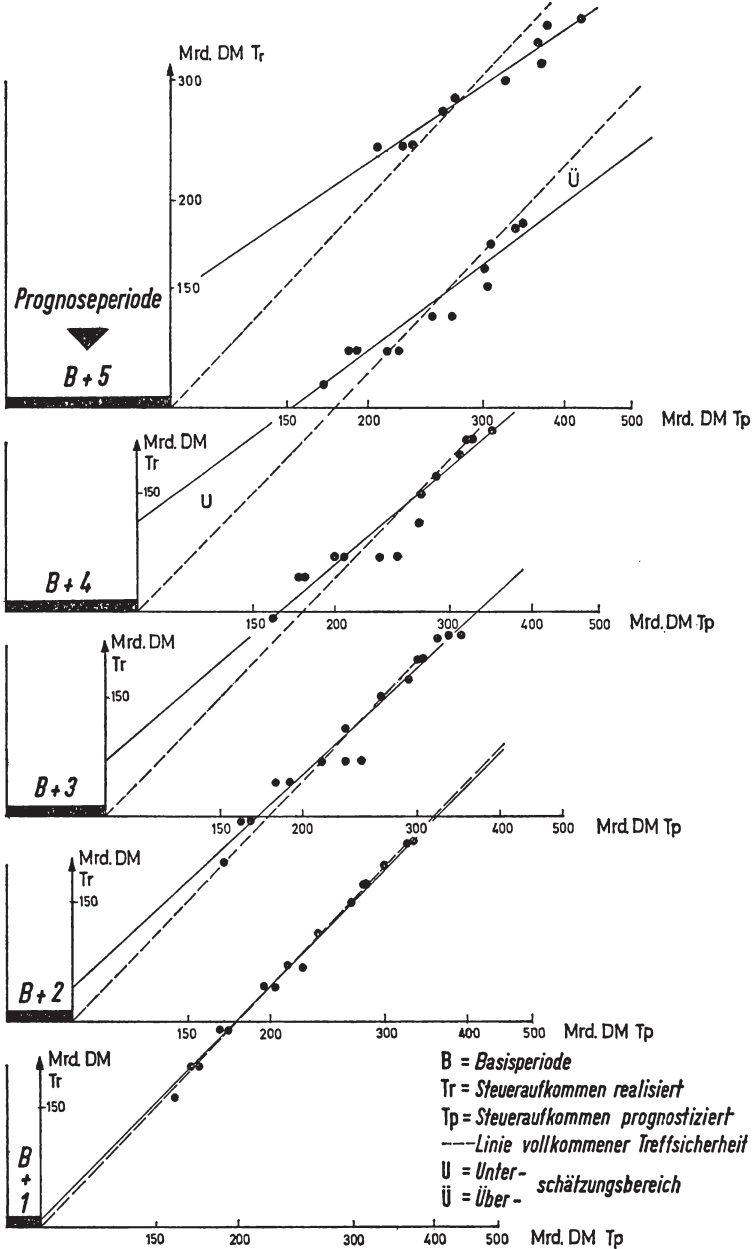 Mrd. DM Tr
300
200
150
Prognoseperiode
B + 5
Ü
150 200 300 400 500 Mrd. DM Tp
Mrd. DM
Tr
150
U
B + 4
150 200 300 400 500 Mrd. DM Tp
Mrd. DM
Tr
150
B + 3
150 200 300 400 500 Mrd. DM Tp
Mrd. DM
Tr
150
B + 2
150 200 300 400 500 Mrd. DM Tp
Mrd. DM
Tr
150
B
+
1
150 200 300 400 500 Mrd. DM Tp
B = Basisperiode
Tr = Steueraufkommen realisiert
Tp = Steueraufkommen prognostiziert
Linie vollkommener Treffsicherheit
U = Unter-
schätzungsbereich
Ü = Über-